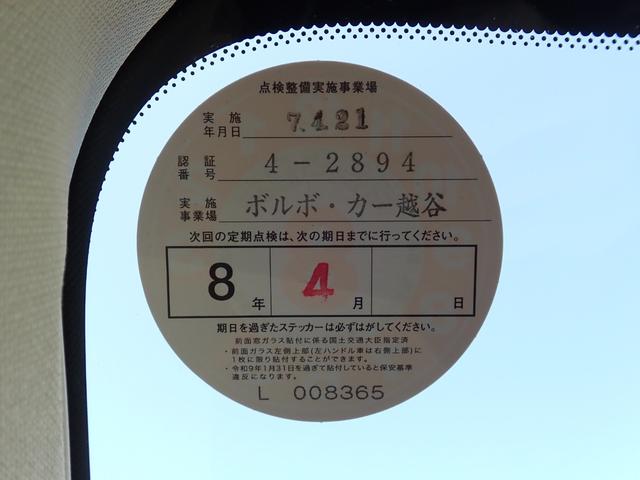 点検整備実施事業場
実施年月日 7.4.21
認証番号 4-2894
実施事業場 ボルボ・カー越谷
次回の定期点検は、次の期日までに行ってください。
8年 4月 日
期日を過ぎたステッカーは必ずはがしてください。
前面窓ガラス貼付に係る国土交通大臣指定済
・前面ガラス左側上部(左ハンドル車は右側上部)に
1枚に限り貼付することができます。
・令和9年1月31日を過ぎて貼付していると保安基準
違反になります。
L 008365